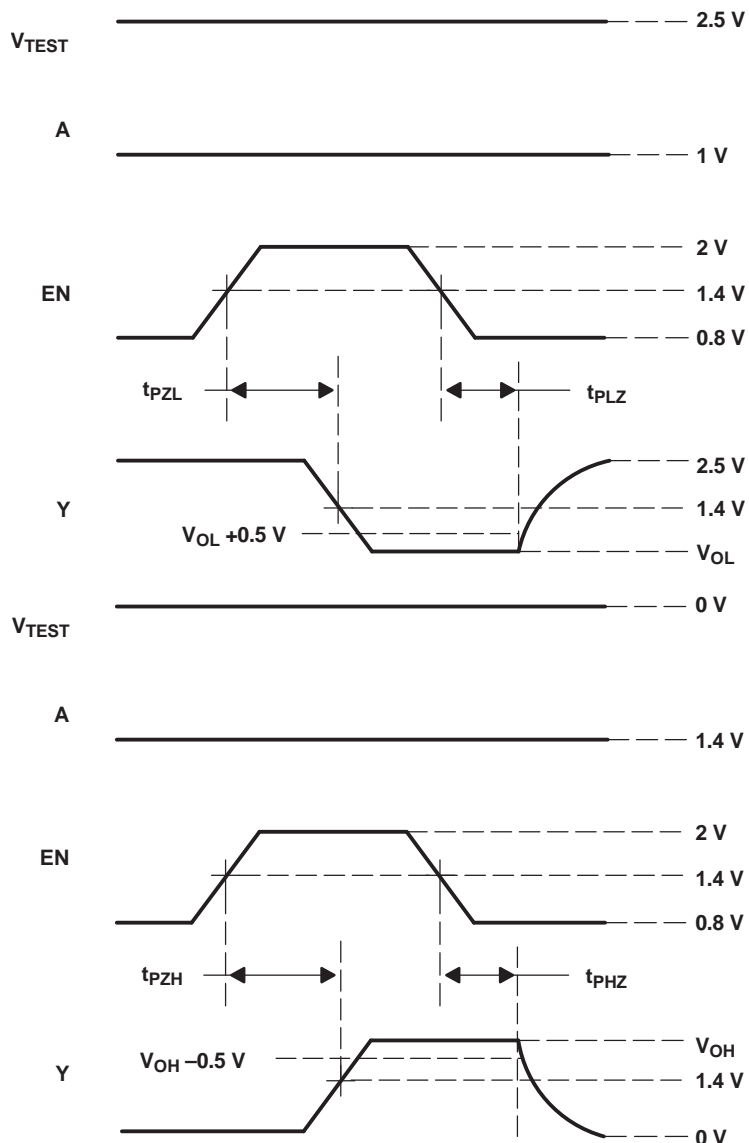 V_TEST
2.5 V
A
1 V
EN
2 V
1.4 V
0.8 V
t_PZL
t_PLZ
2.5 V
Y
1.4 V
V_OL +0.5 V
V_OL
V_TEST
0 V
A
1.4 V
EN
2 V
1.4 V
0.8 V
t_PZH
t_PHZ
V_OH
V_OH –0.5 V
Y
1.4 V
0 V